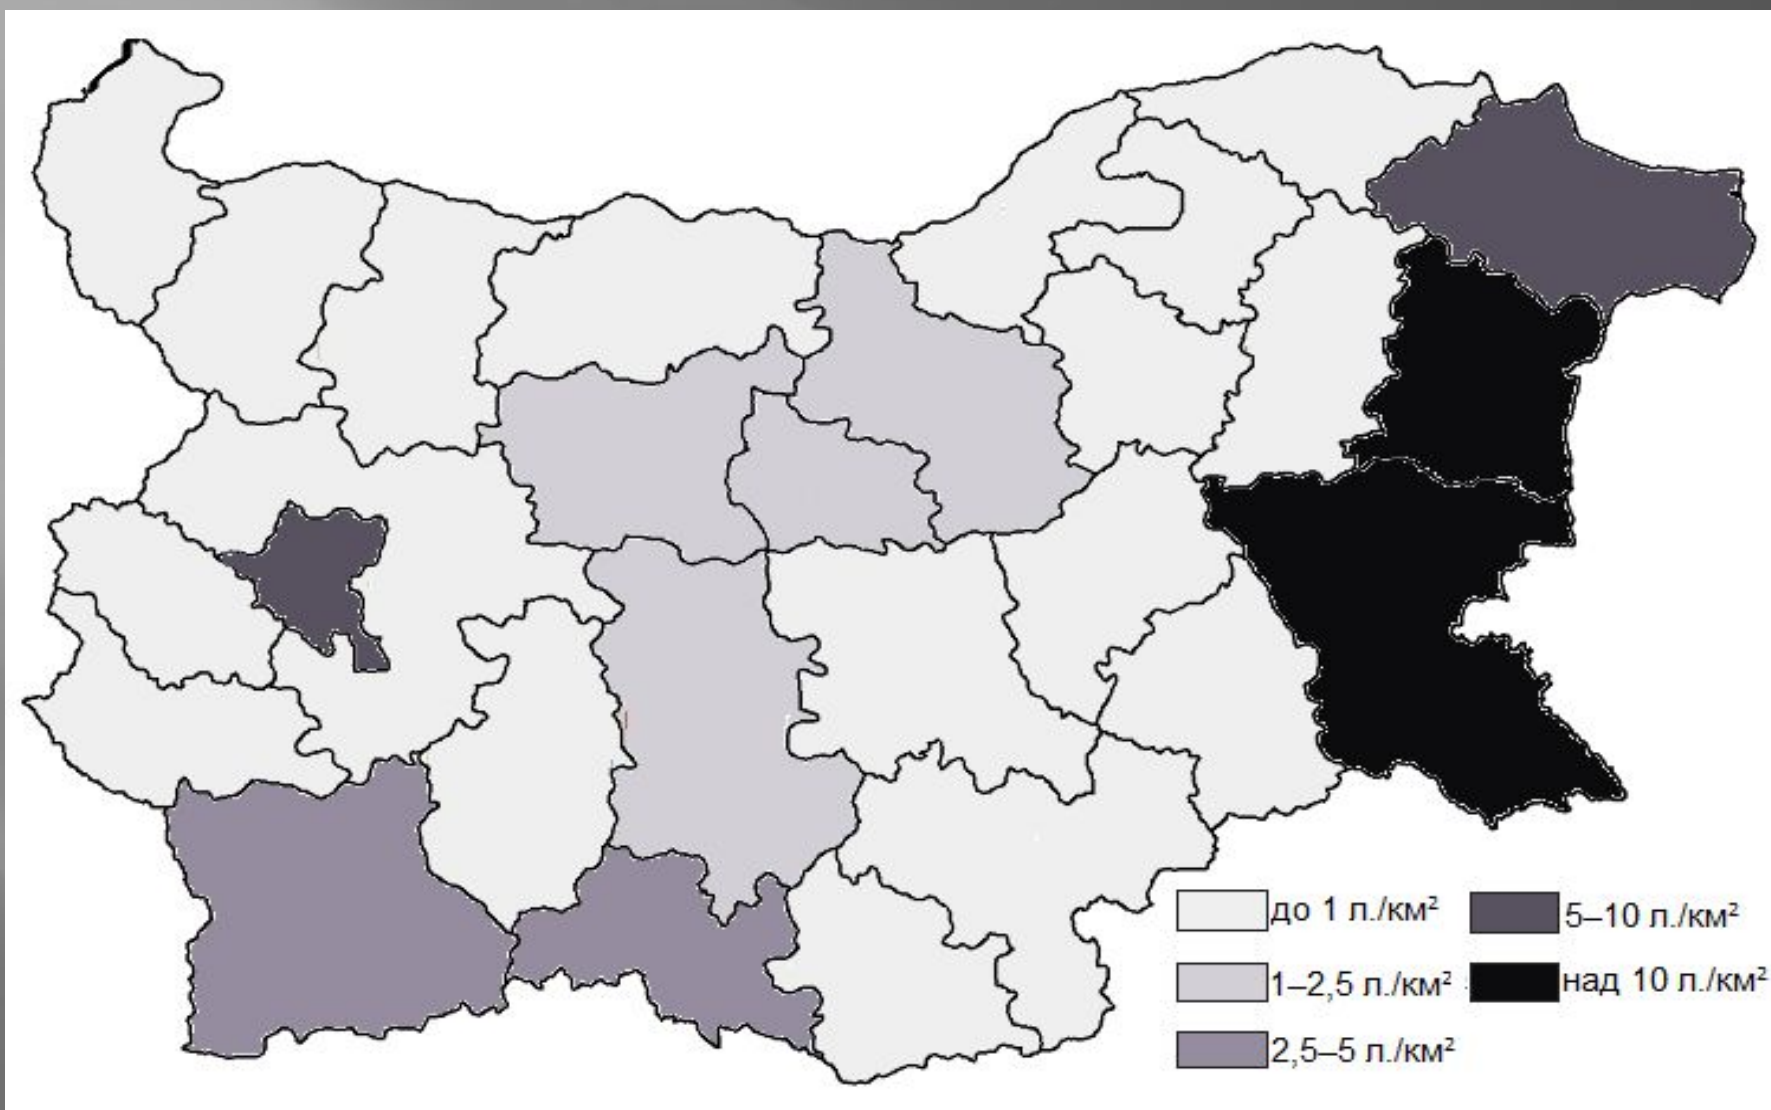 до 1 л./км²
1–2,5 л./км²
2,5–5 л./км²
5–10 л./км²
над 10 л./км²